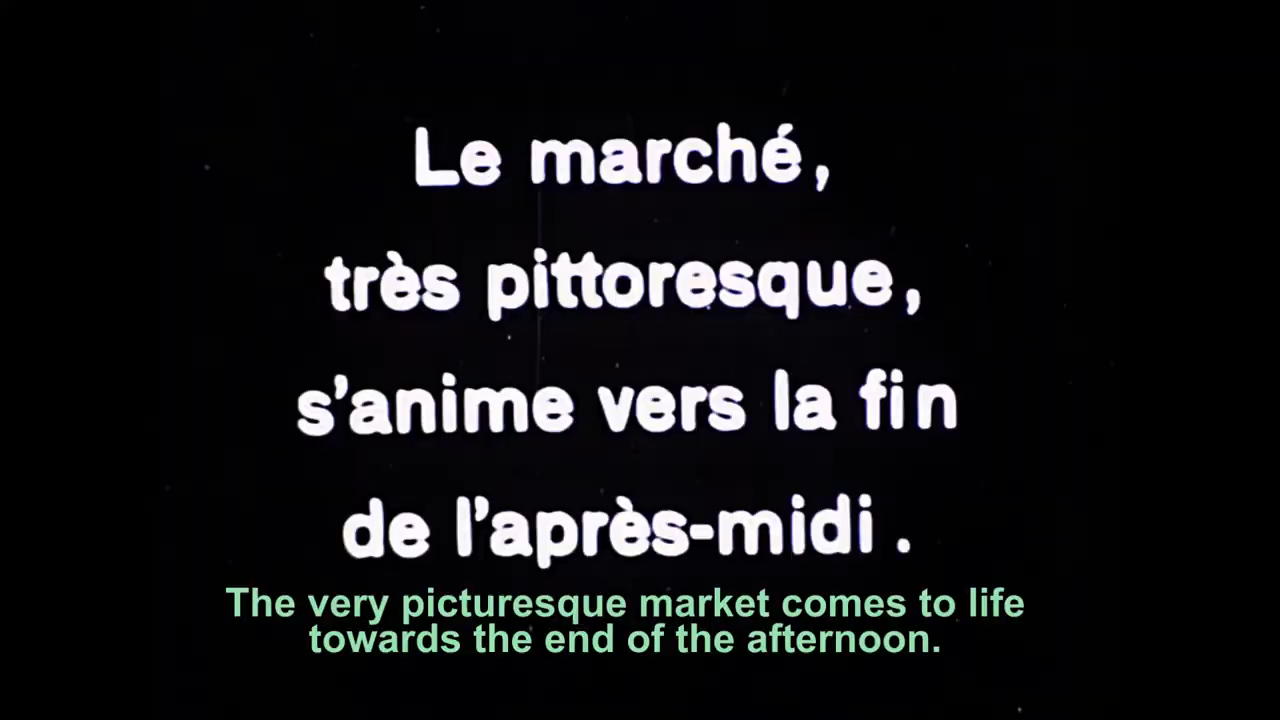 Le marché,
très pittoresque,
s'anime vers la fin
de l'après-midi.
The very picturesque market comes to life
towards the end of the afternoon.